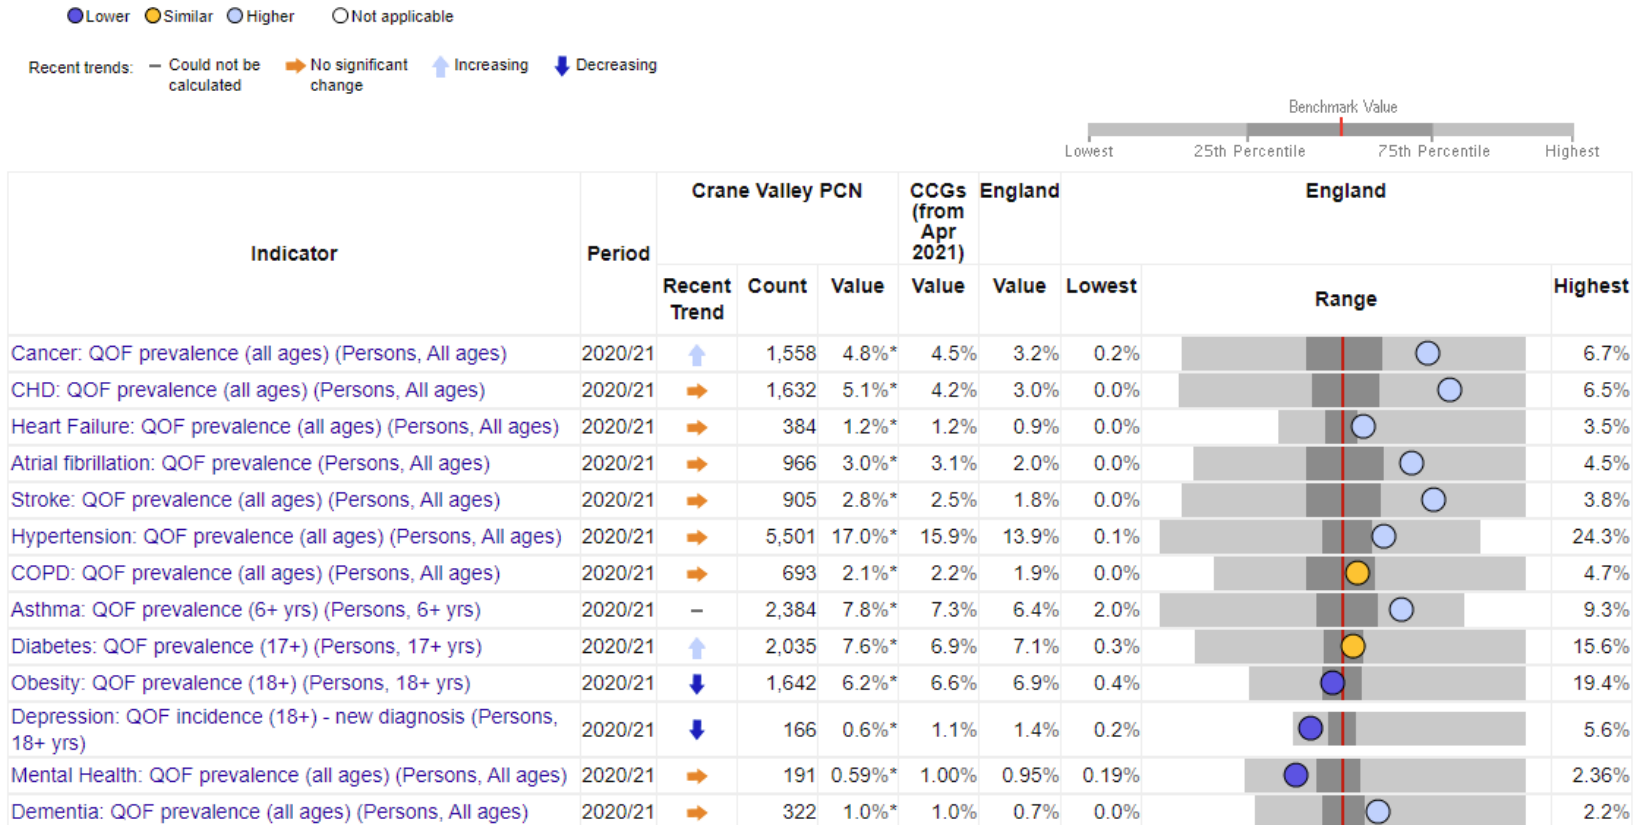 Lower Similar Higher Not applicable
Recent trends: – Could not be calculated No significant change Increasing Decreasing
Benchmark Value
Lowest 25th Percentile 75th Percentile Highest
Indicator Period Crane Valley PCN CCGs (from Apr 2021) England England
Recent Trend Count Value Value Value Lowest Range Highest
Cancer: QOF prevalence (all ages) (Persons, All ages) 2020/21 1,558 4.8%* 4.5% 3.2% 0.2% 6.7%
CHD: QOF prevalence (all ages) (Persons, All ages) 2020/21 1,632 5.1%* 4.2% 3.0% 0.0% 6.5%
Heart Failure: QOF prevalence (all ages) (Persons, All ages) 2020/21 384 1.2%* 1.2% 0.9% 0.0% 3.5%
Atrial fibrillation: QOF prevalence (Persons, All ages) 2020/21 966 3.0%* 3.1% 2.0% 0.0% 4.5%
Stroke: QOF prevalence (all ages) (Persons, All ages) 2020/21 905 2.8%* 2.5% 1.8% 0.0% 3.8%
Hypertension: QOF prevalence (all ages) (Persons, All ages) 2020/21 5,501 17.0%* 15.9% 13.9% 0.1% 24.3%
COPD: QOF prevalence (all ages) (Persons, All ages) 2020/21 693 2.1%* 2.2% 1.9% 0.0% 4.7%
Asthma: QOF prevalence (6+ yrs) (Persons, 6+ yrs) 2020/21 – 2,384 7.8%* 7.3% 6.4% 2.0% 9.3%
Diabetes: QOF prevalence (17+) (Persons, 17+ yrs) 2020/21 2,035 7.6%* 6.9% 7.1% 0.3% 15.6%
Obesity: QOF prevalence (18+) (Persons, 18+ yrs) 2020/21 1,642 6.2%* 6.6% 6.9% 0.4% 19.4%
Depression: QOF incidence (18+) - new diagnosis (Persons, 18+ yrs) 2020/21 166 0.6%* 1.1% 1.4% 0.2% 5.6%
Mental Health: QOF prevalence (all ages) (Persons, All ages) 2020/21 191 0.59%* 1.00% 0.95% 0.19% 2.36%
Dementia: QOF prevalence (all ages) (Persons, All ages) 2020/21 322 1.0%* 1.0% 0.7% 0.0% 2.2%